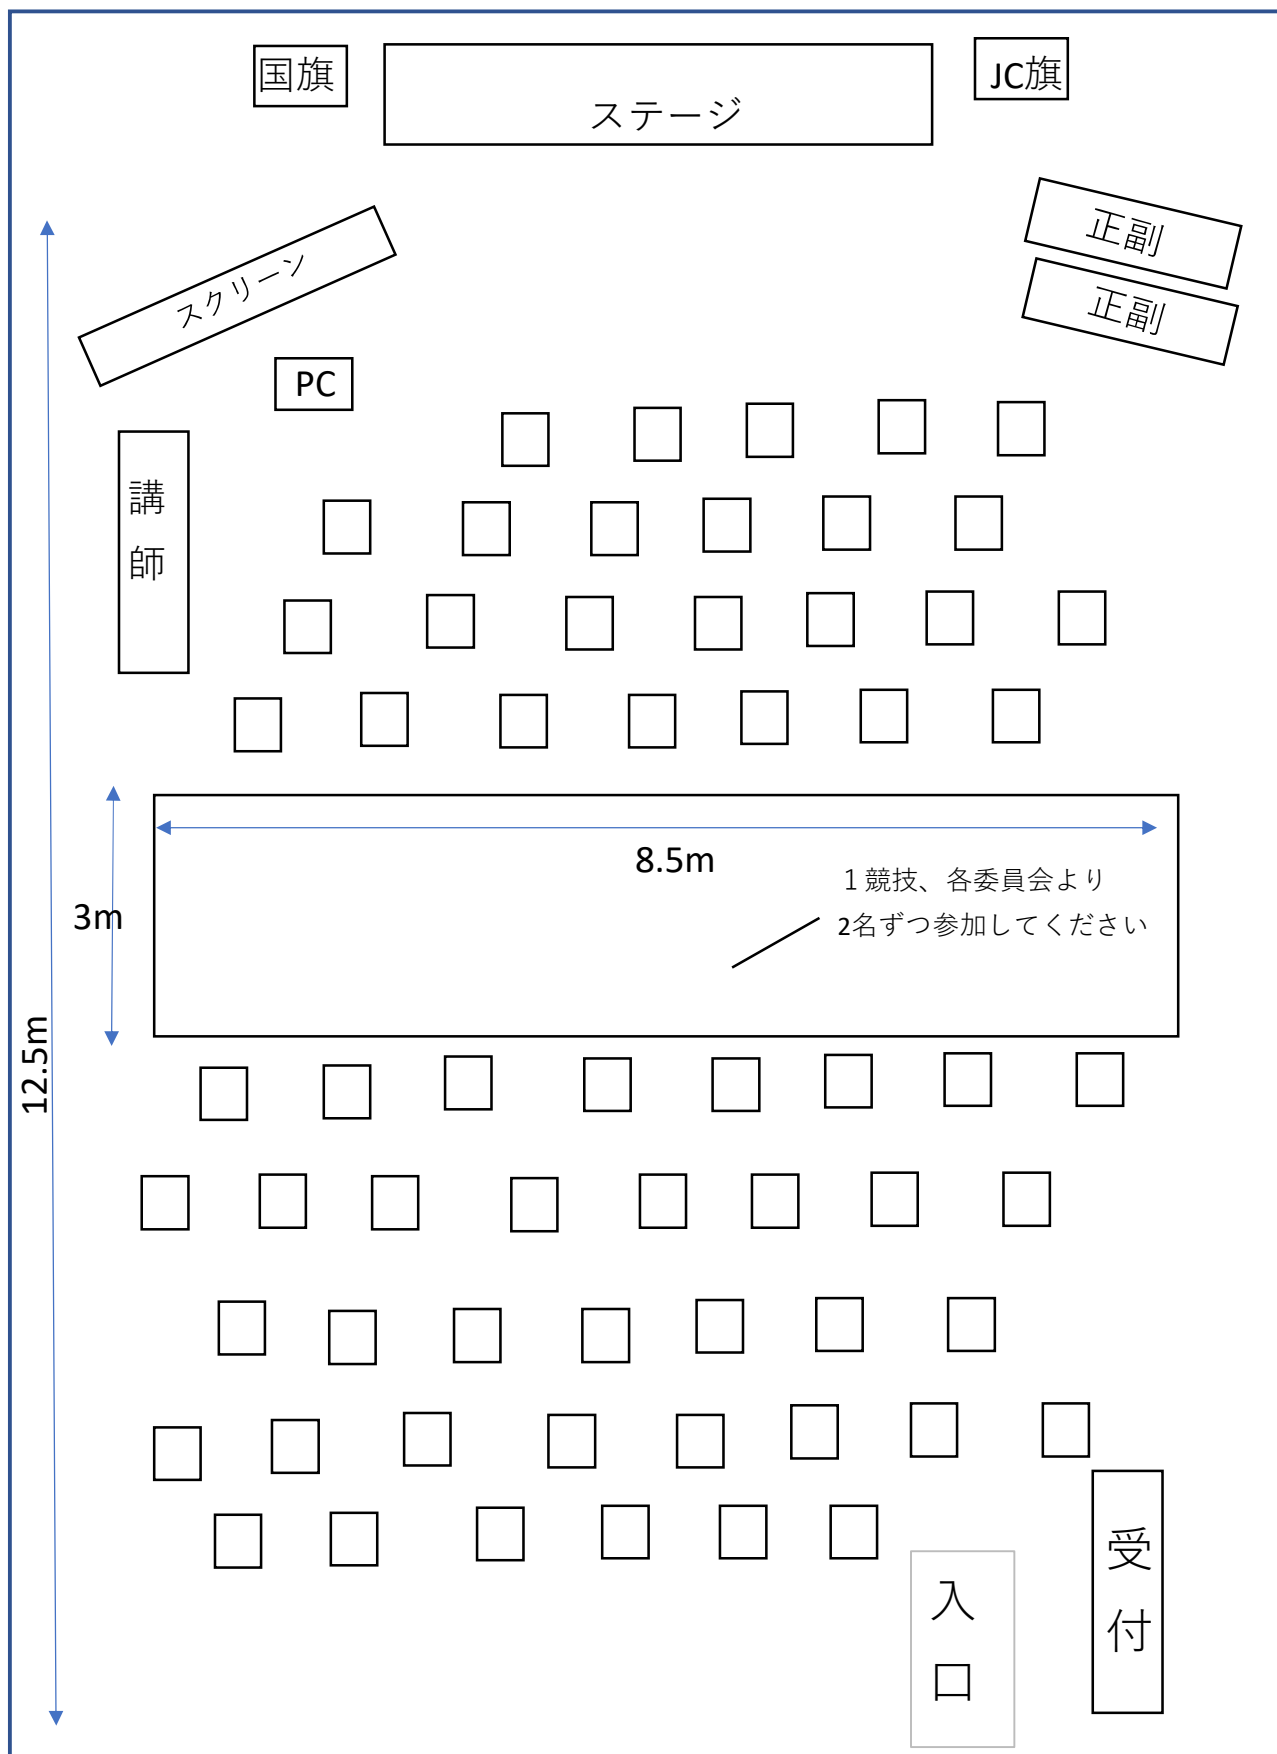 国旗
ステージ
JC旗
正副
正副
スクリーン
PC
講師
8.5m
１競技、各委員会より
2名ずつ参加してください
3m
12.5m
受付
入口